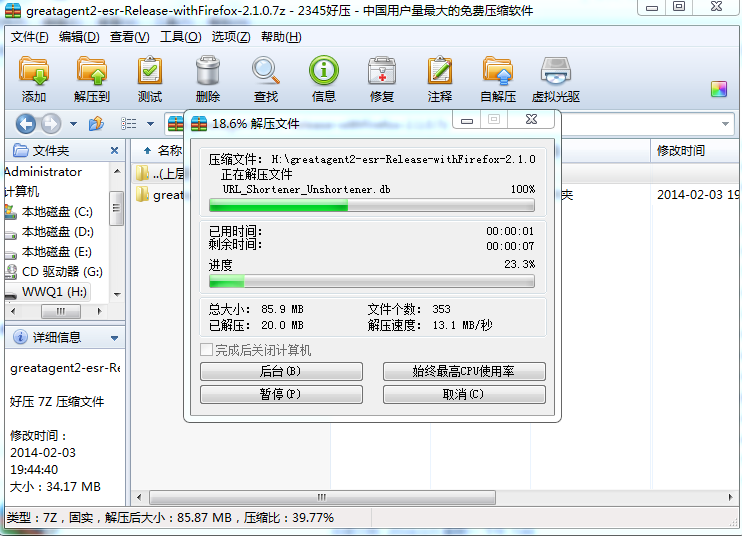 greatagent2-esr-Release-withFirefox-2.1.0.7z - 2345好压 - 中国用户量最大的免费压缩软件
文件(F) 编辑(D) 查看(V) 工具(O) 选项(Z) 帮助(H)
添加 解压到 测试 删除 查找 信息 修复 注释 自解压 虚拟光驱
文件夹
名称
修改时间
Administrator
计算机
本地磁盘 (C:)
本地磁盘 (D:)
本地磁盘 (E:)
CD 驱动器 (G:)
WWQ1 (H:)
..(上层
great
夹
2014-02-03 19
18.6% 解压文件
压缩文件: H:\greatagent2-esr-Release-withFirefox-2.1.0
正在解压文件
URL_Shortener_Unshortener.db 100%
已用时间: 00:00:01
剩余时间: 00:00:07
进度 23.3%
总大小: 85.9 MB 文件个数: 353
已解压: 20.0 MB 解压速度: 13.1 MB/秒
完成后关闭计算机
后台(B) 始终最高CPU使用率
暂停(P) 取消(C)
详细信息
greatagent2-esr-Re
好压 7Z 压缩文件
修改时间：
2014-02-03
19:44:40
大小：34.17 MB
类型：7Z，固实，解压后大小：85.87 MB，压缩比：39.77%